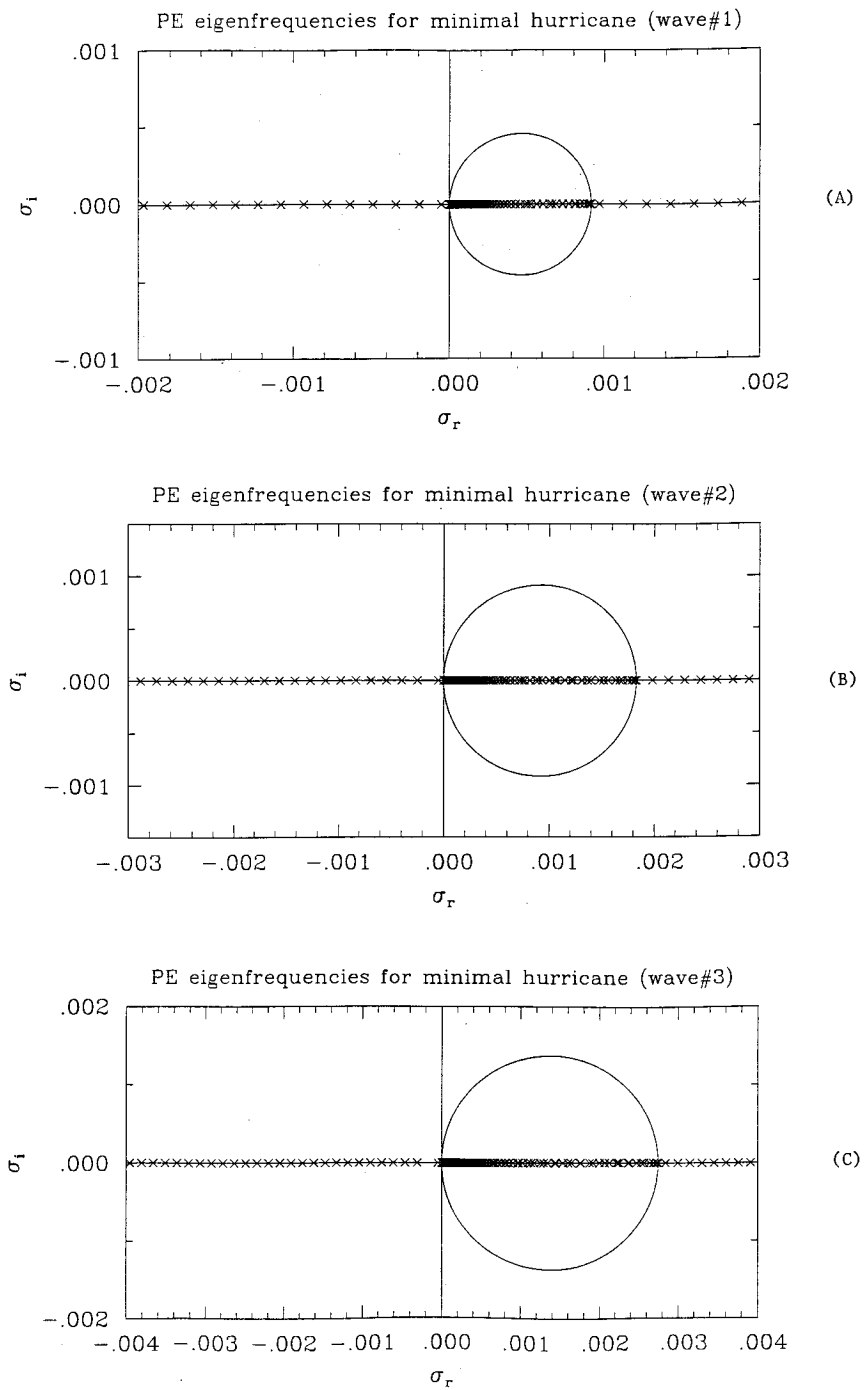 PE eigenfrequencies for minimal hurricane (wave#1)
.001
.000
-.001
σi
(A)
-.002 -.001 .000 .001 .002
σr
PE eigenfrequencies for minimal hurricane (wave#2)
.001
.000
-.001
σi
(B)
-.003 -.002 -.001 .000 .001 .002 .003
σr
PE eigenfrequencies for minimal hurricane (wave#3)
.002
.000
-.002
σi
(C)
-.004 -.003 -.002 -.001 .000 .001 .002 .003 .004
σr